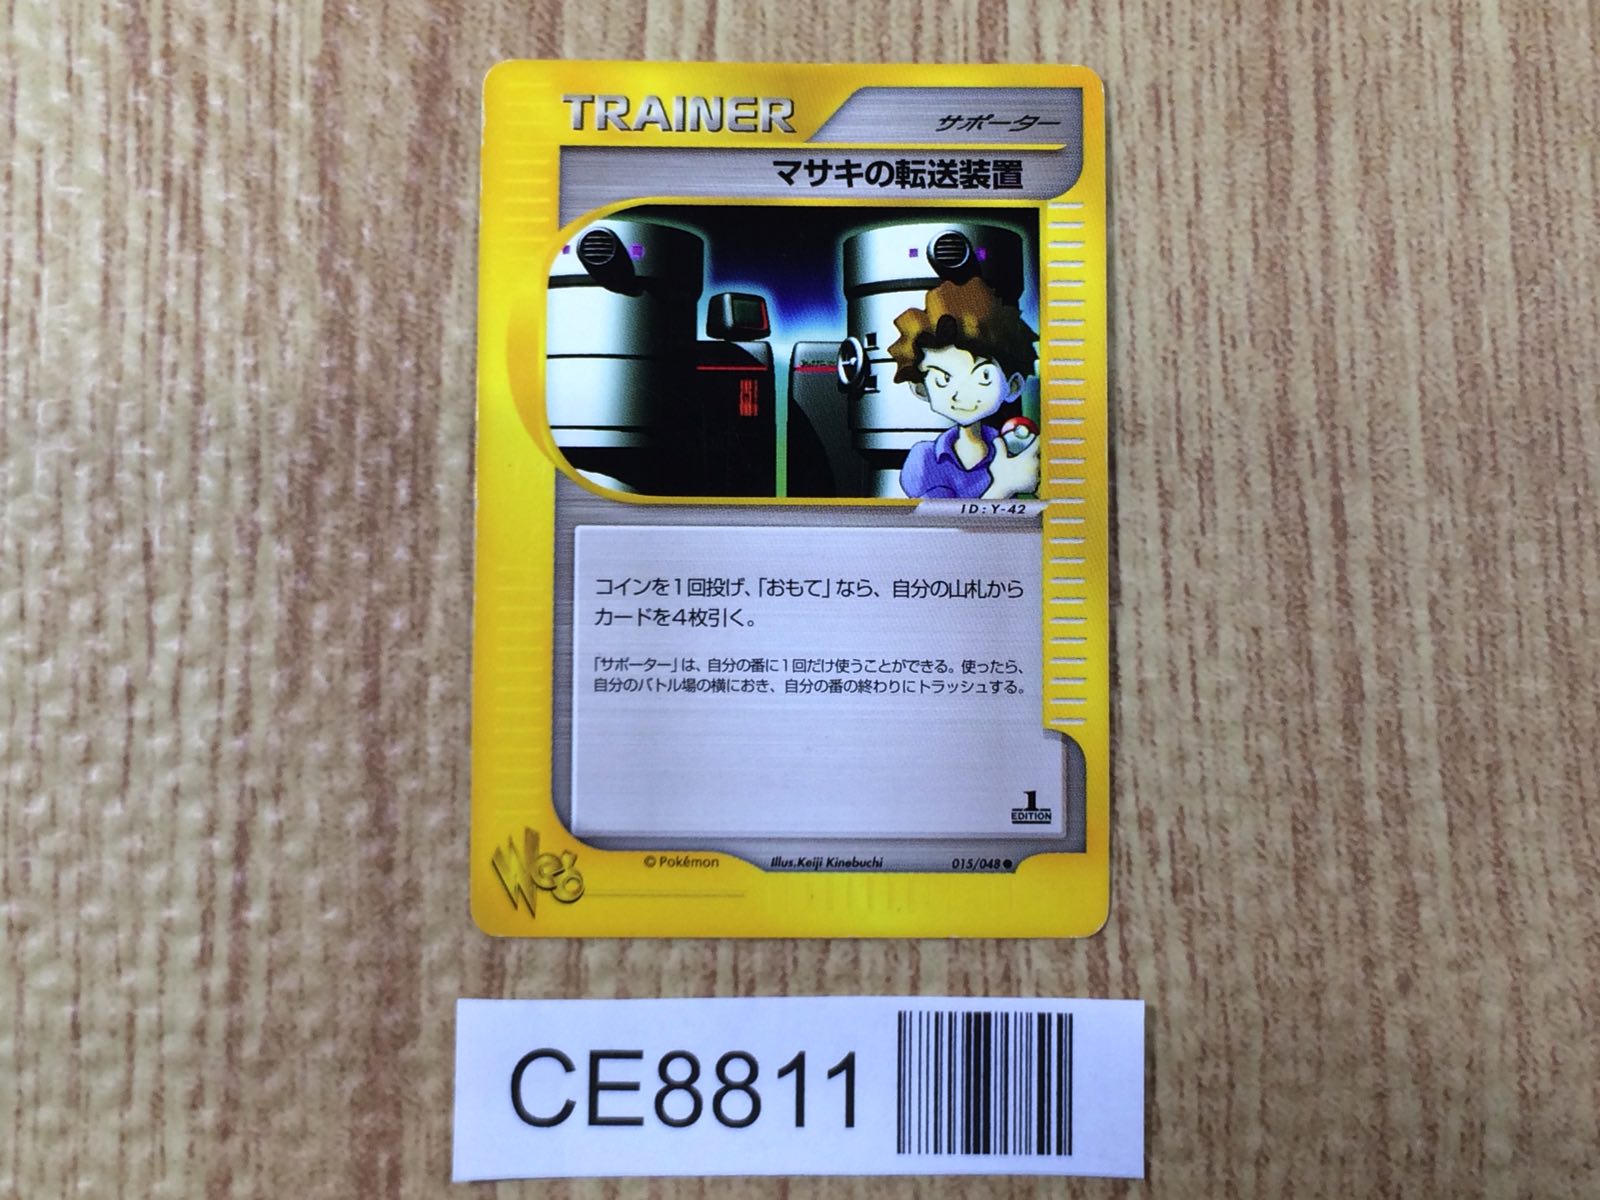 TRAINER
サポーター
マサキの転送装置
ID:Y-42
コインを1回投げ、「おもて」なら、自分の山札から
カードを4枚引く。
「サポーター」は、自分の番に1回だけ使うことができる。使ったら、
自分のバトル場の横におき、自分の番の終わりにトラッシュする。
1
EDITION
Web
©Pokémon
Illus.Keiji Kinebuchi
015/048●
CE8811